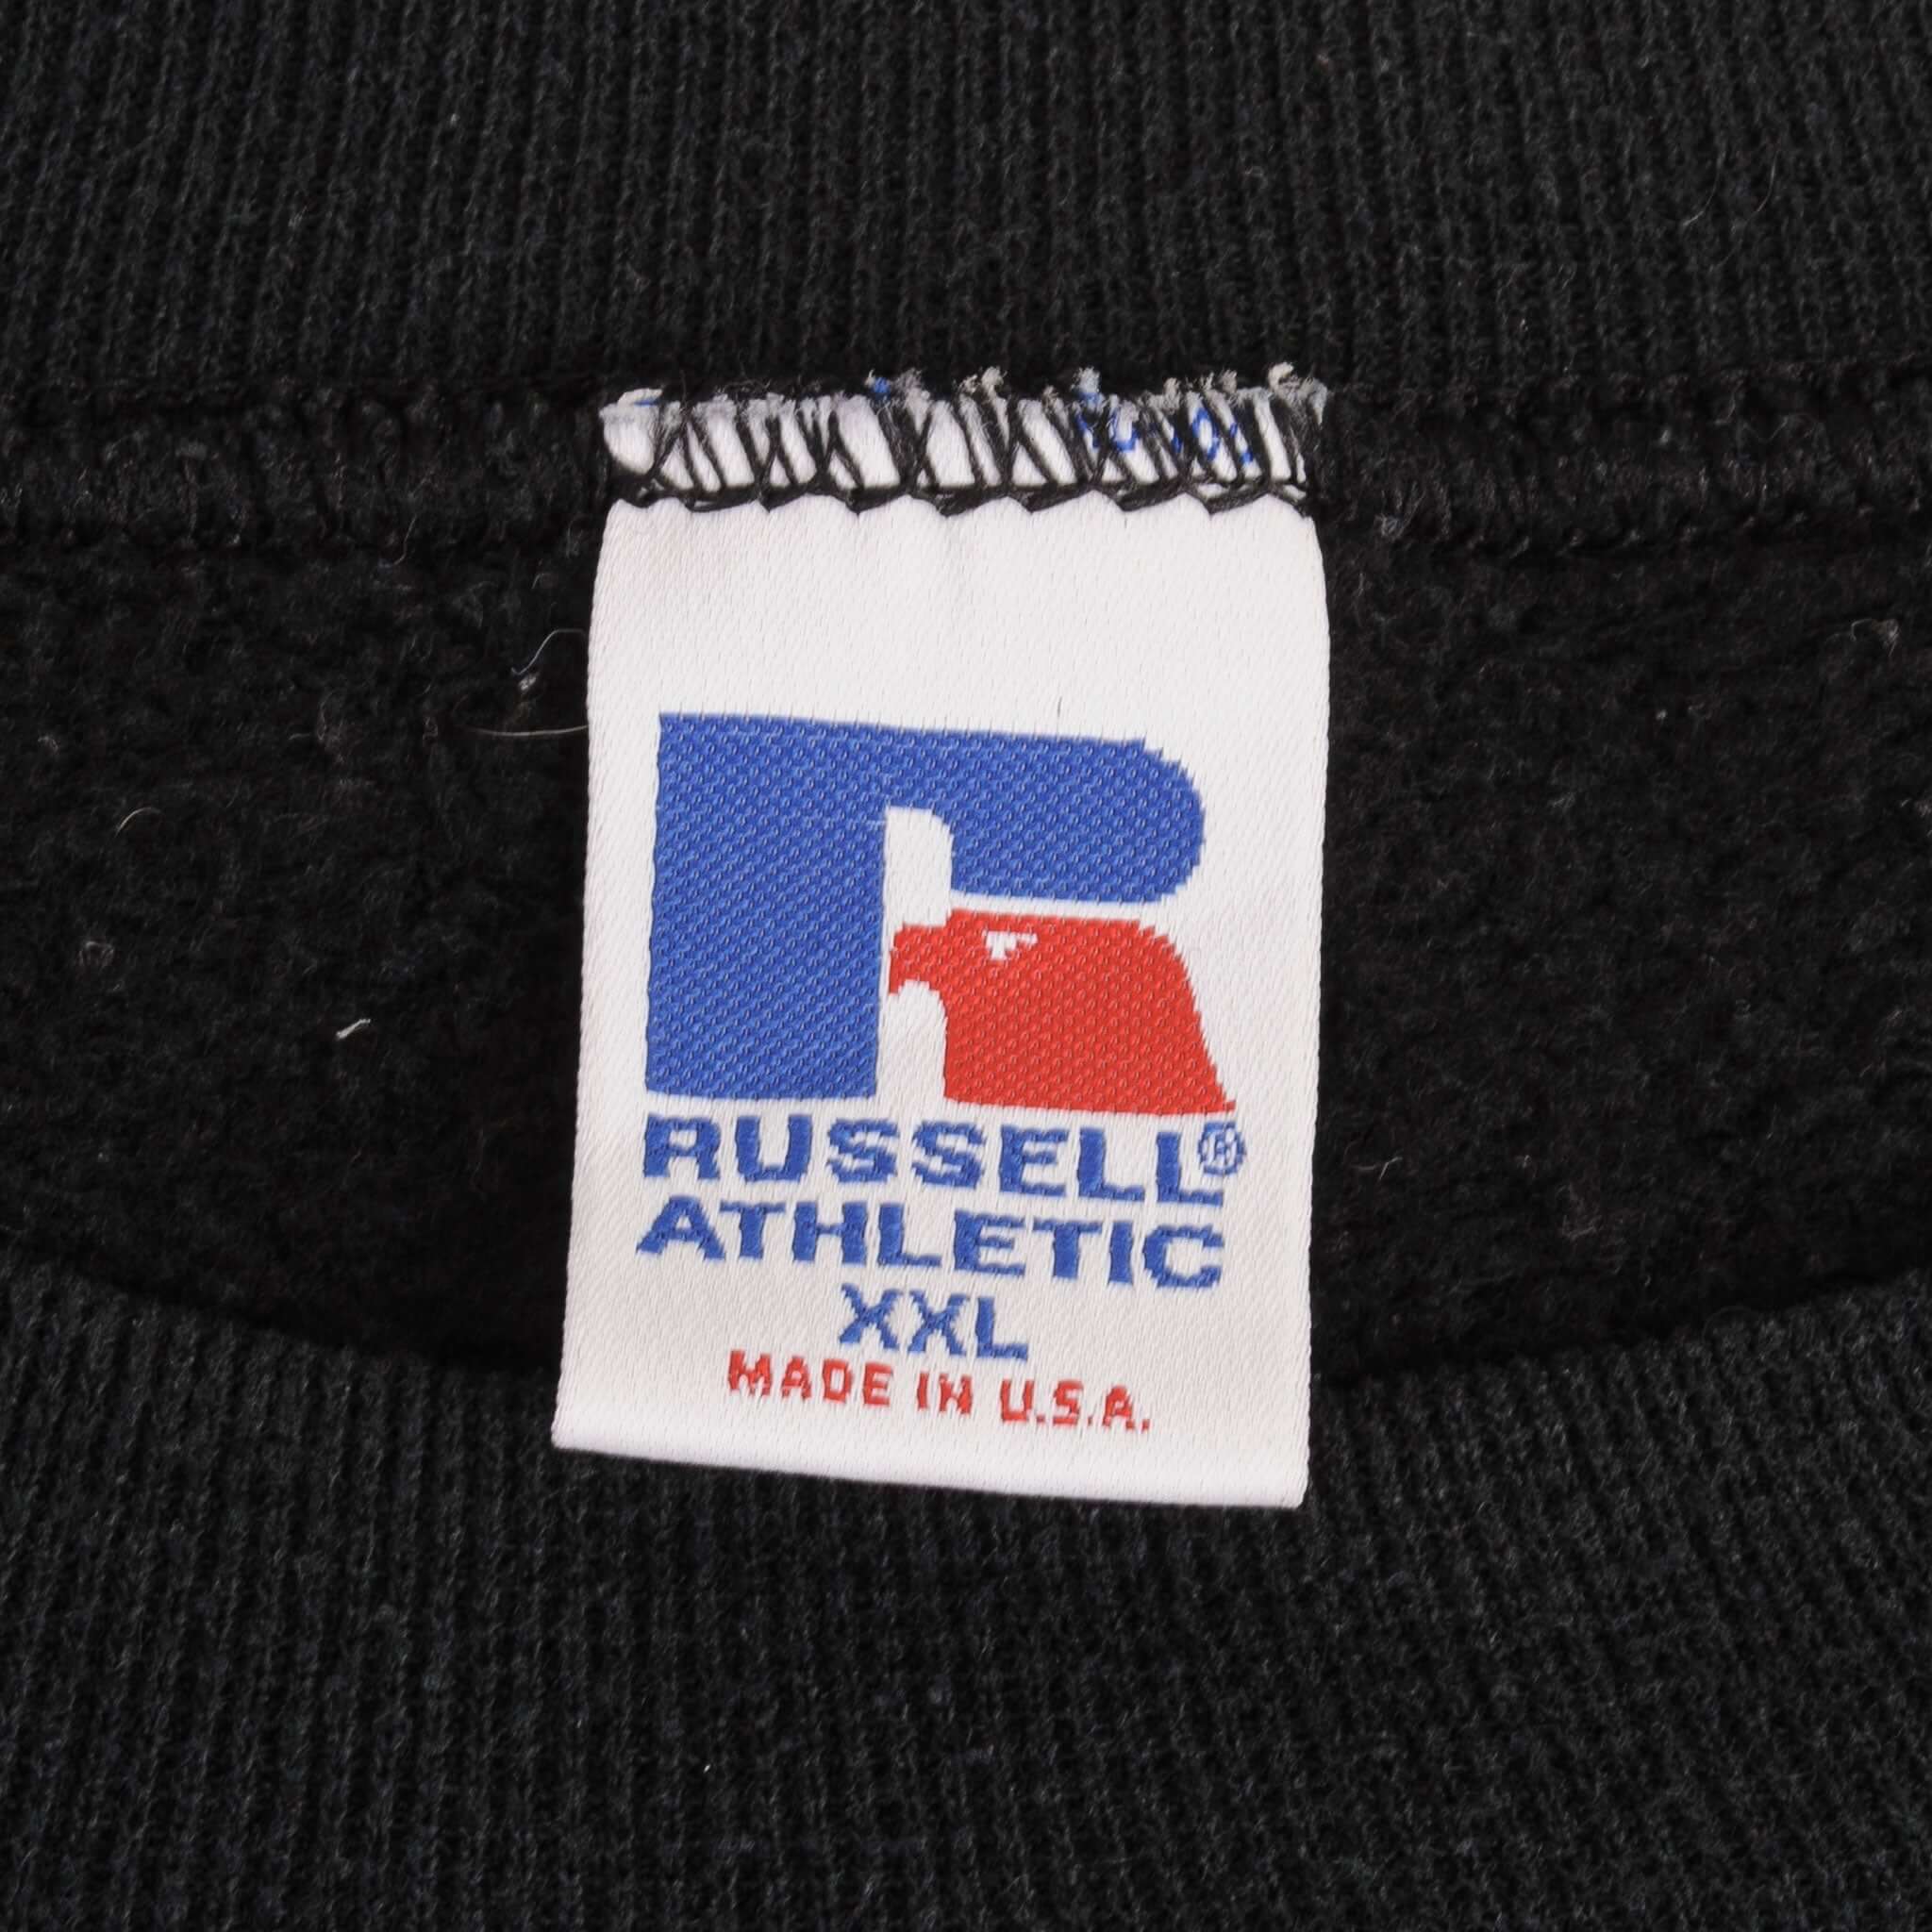 RUSSELL®
ATHLETIC
XXL
MADE IN U.S.A.